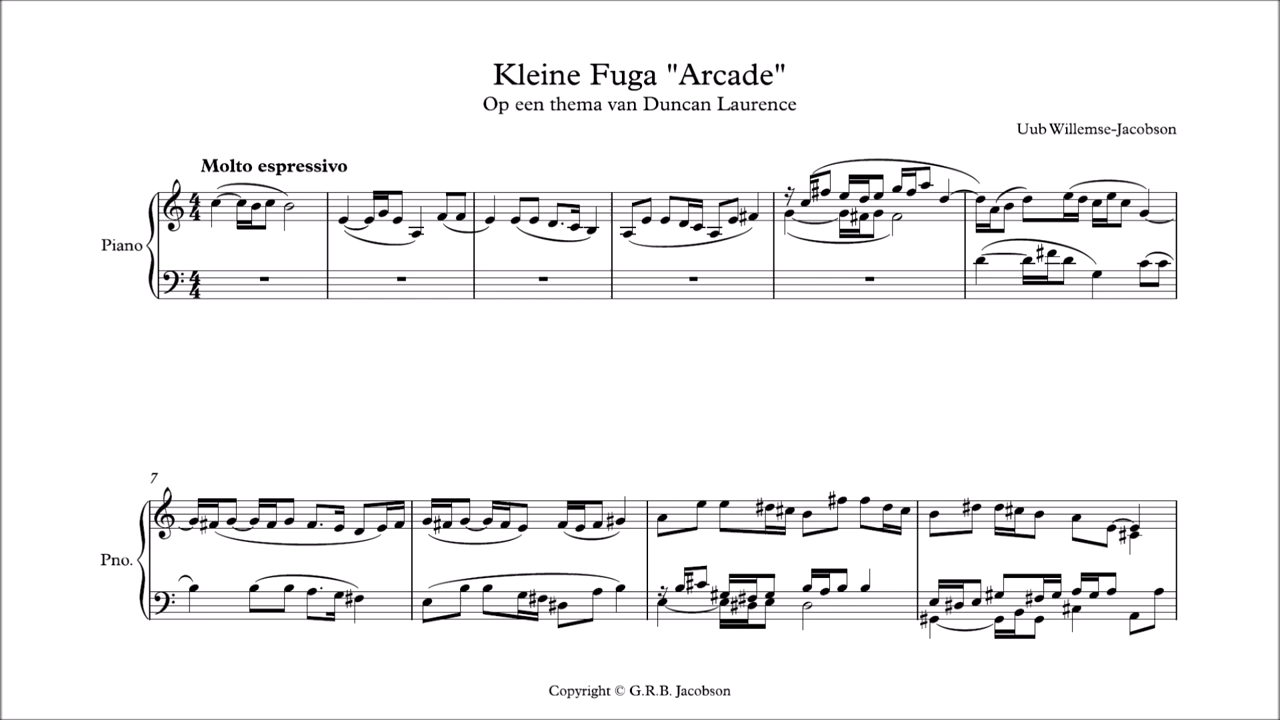 Kleine Fuga "Arcade"
Op een thema van Duncan Laurence
Uub Willemse-Jacobson
Molto espressivo
Piano
7
Pno.
Copyright © G.R.B. Jacobson